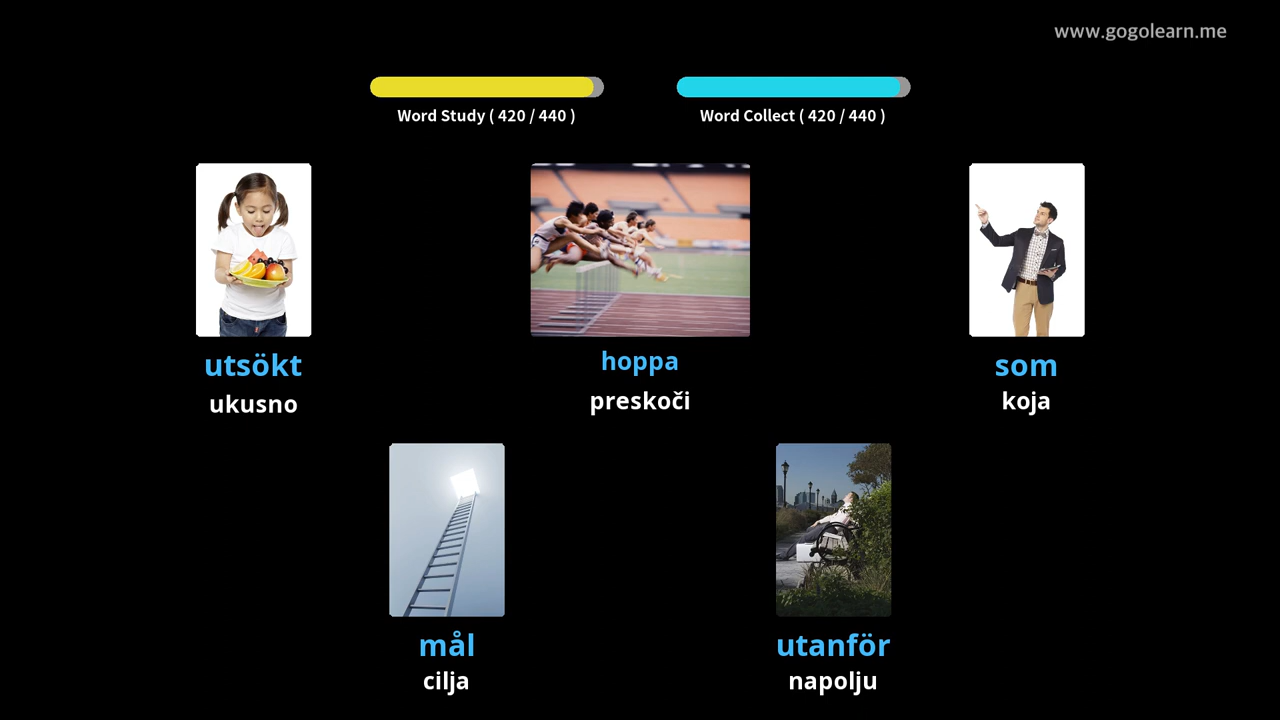 www.gogolearn.me
Word Study ( 420 / 440 )
Word Collect ( 420 / 440 )
utsökt
ukusno
hoppa
preskoči
som
koja
mål
cilja
utanför
napolju